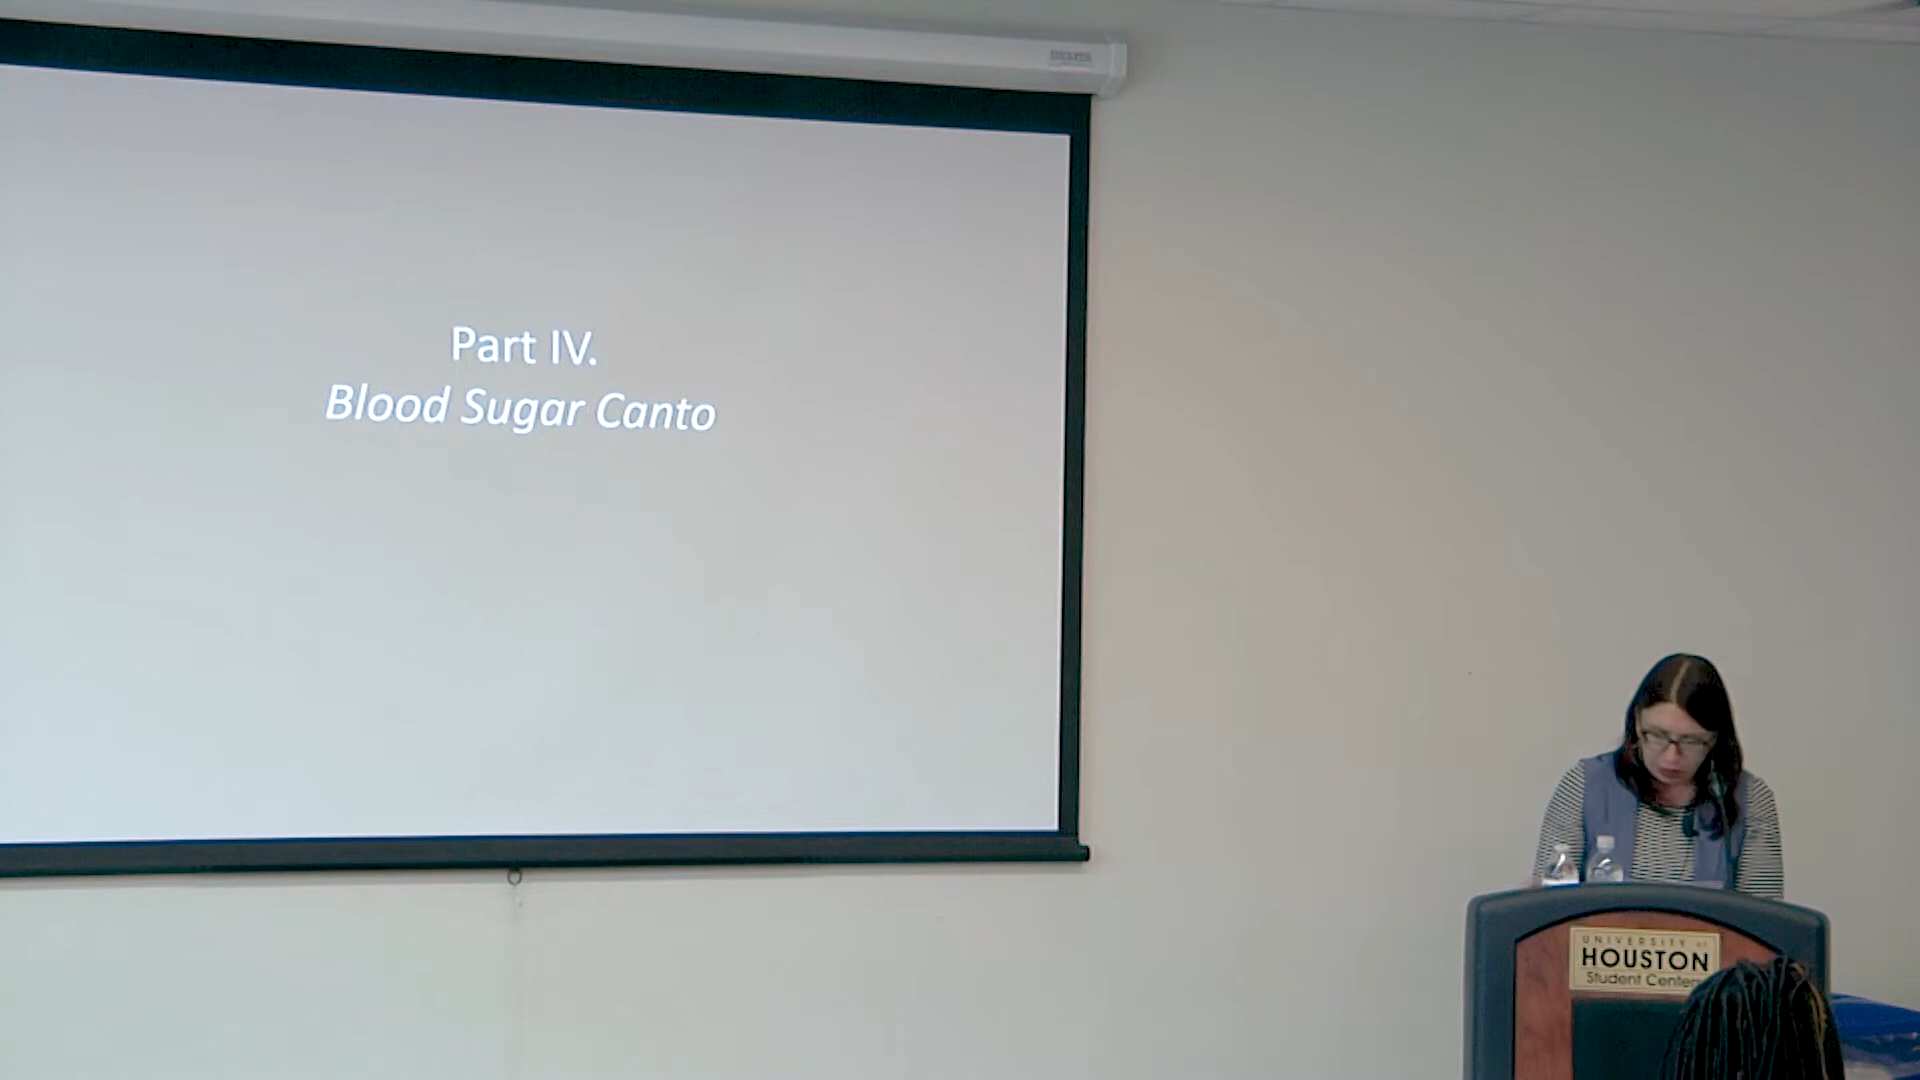 Part IV.
Blood Sugar Canto
UNIVERSITY of
HOUSTON
Student Center